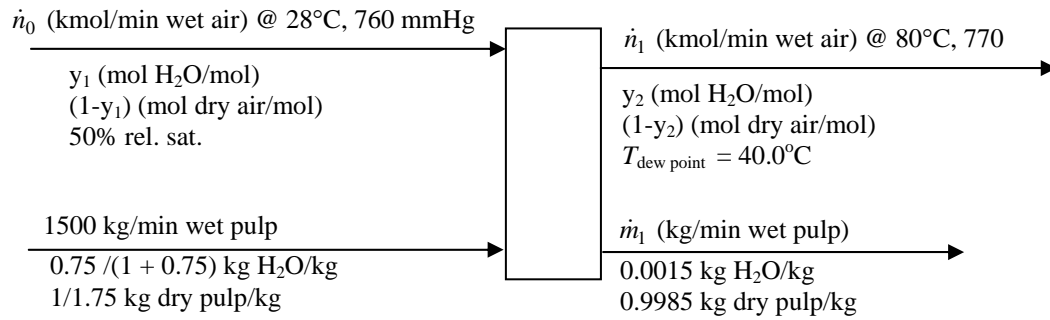 ṅ₀ (kmol/min wet air) @ 28°C, 760 mmHg
y₁ (mol H₂O/mol)
(1-y₁) (mol dry air/mol)
50% rel. sat.
ṅ₁ (kmol/min wet air) @ 80°C, 770
y₂ (mol H₂O/mol)
(1-y₂) (mol dry air/mol)
T_dew point = 40.0°C
1500 kg/min wet pulp
0.75 /(1 + 0.75) kg H₂O/kg
1/1.75 kg dry pulp/kg
ṁ₁ (kg/min wet pulp)
0.0015 kg H₂O/kg
0.9985 kg dry pulp/kg